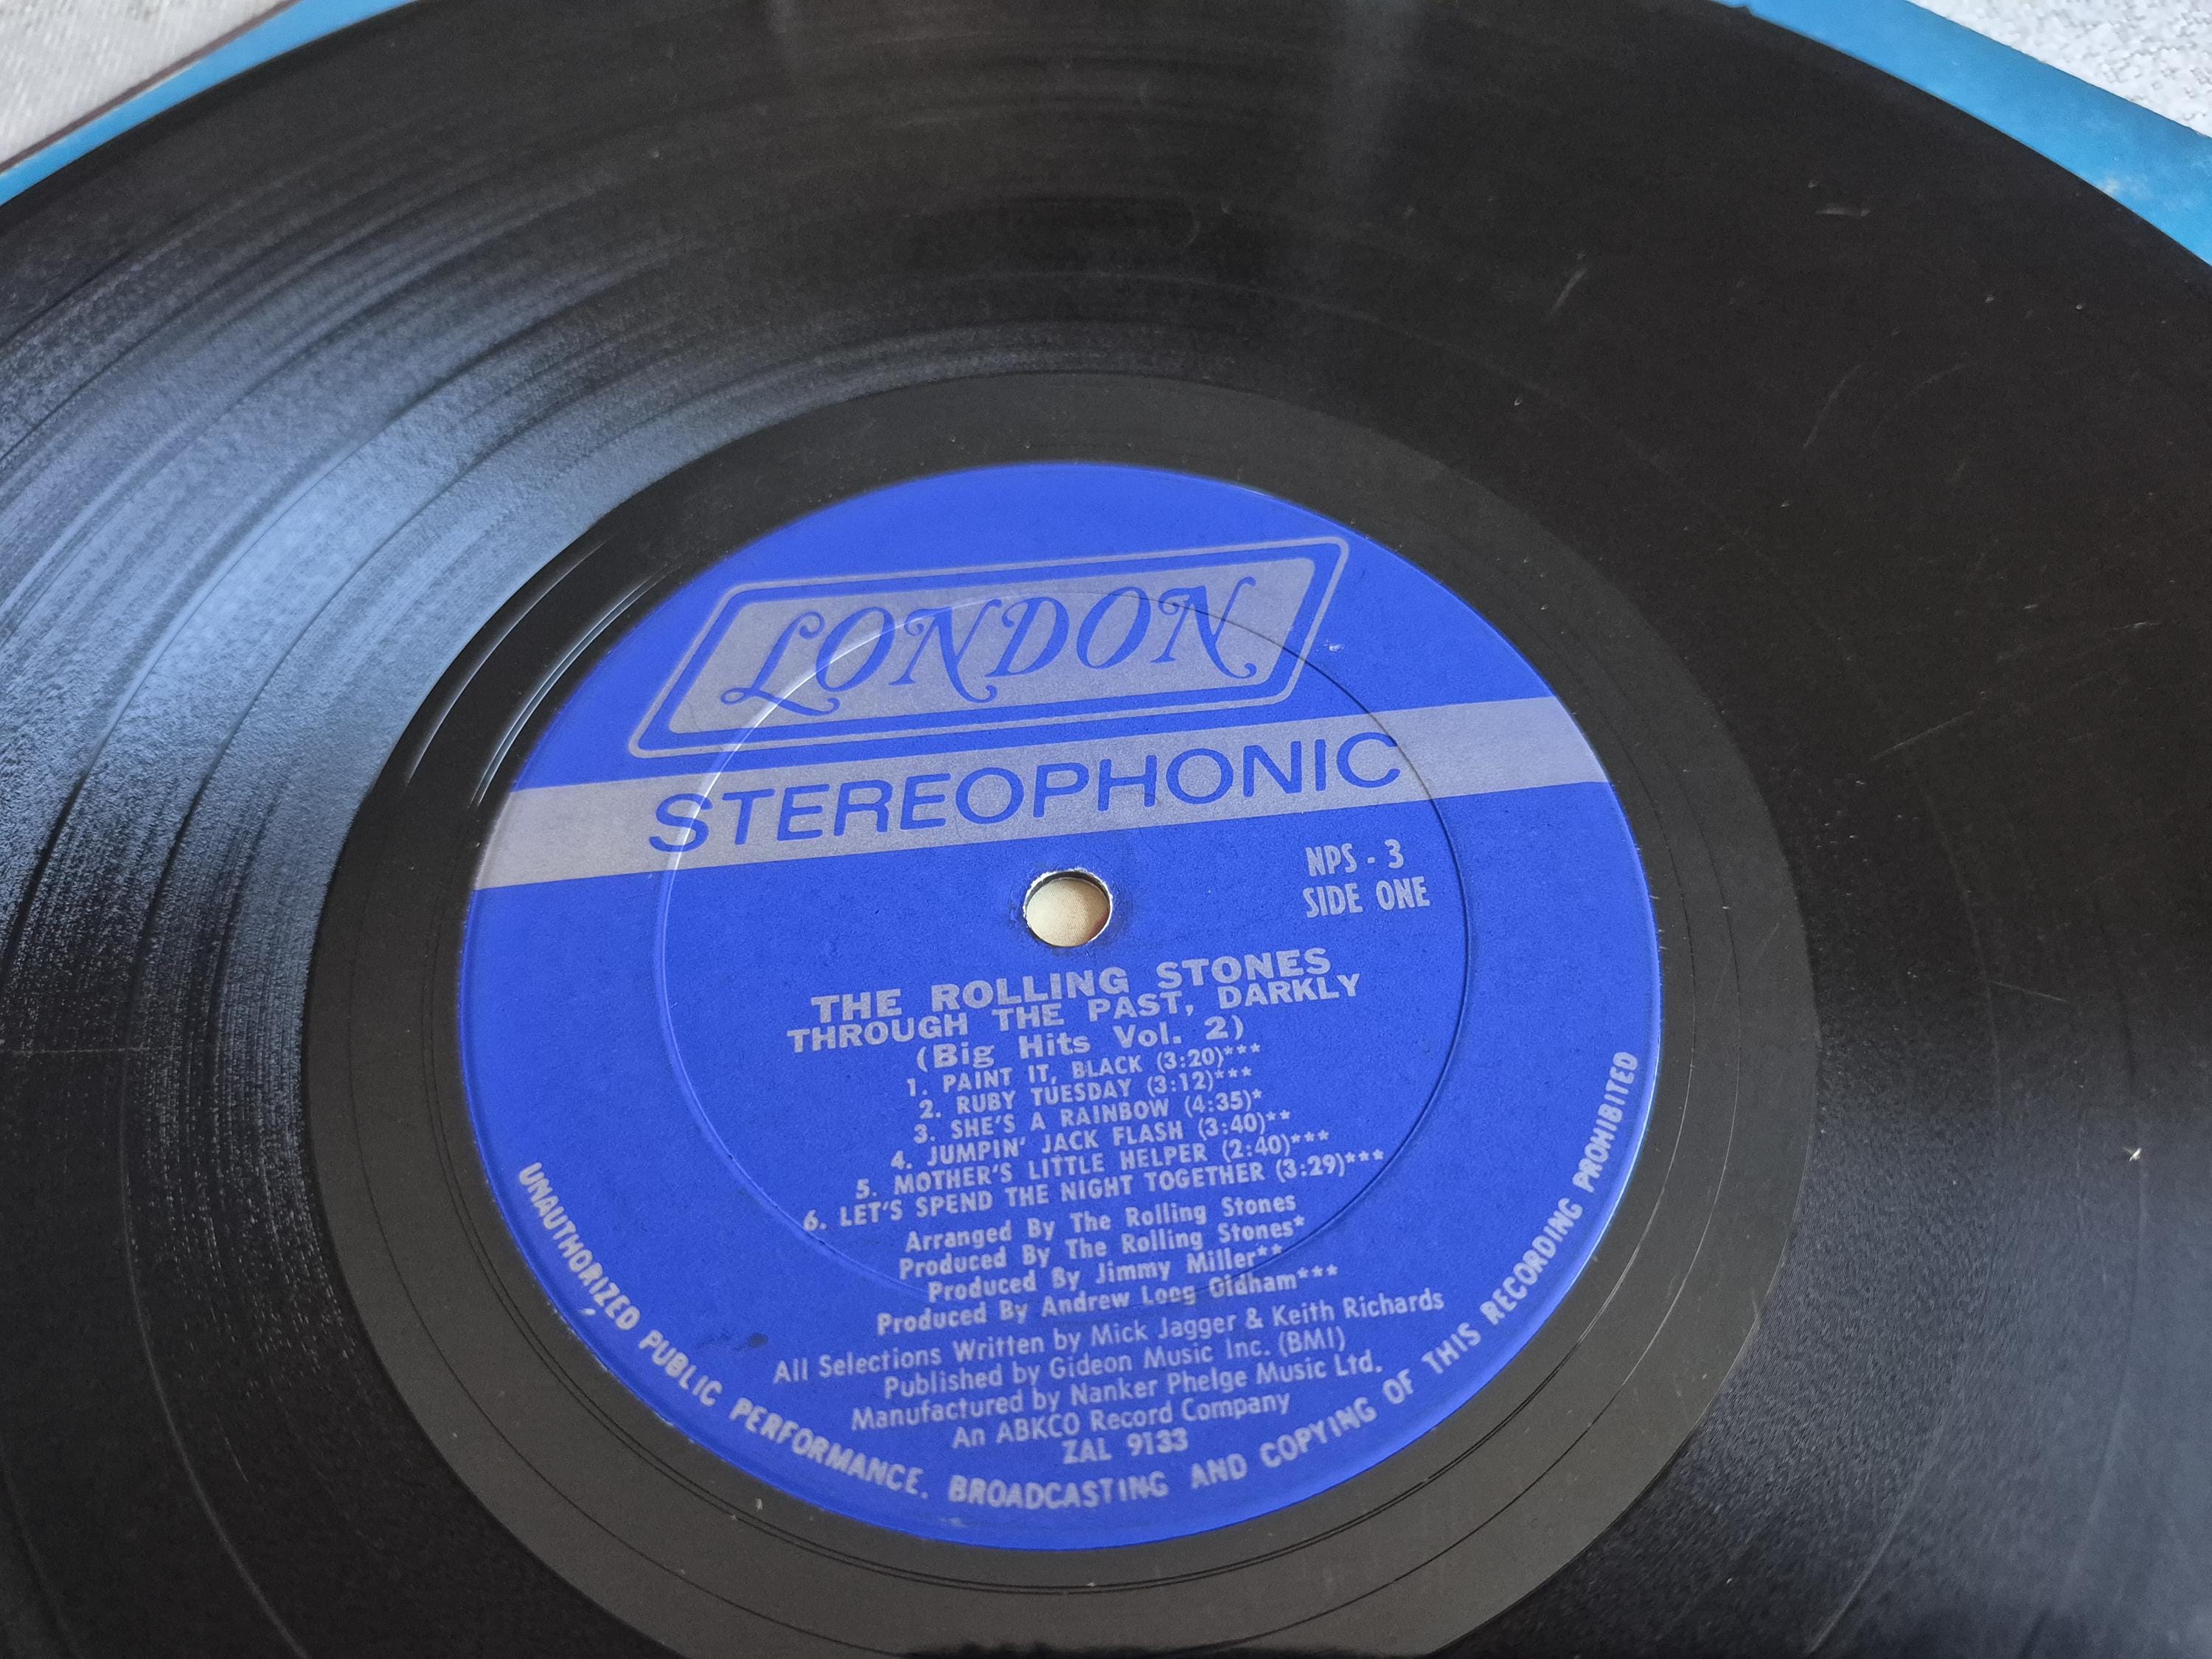 LONDON
STEREOPHONIC
NPS - 3
SIDE ONE
THE ROLLING STONES
THROUGH THE PAST, DARKLY
(Big Hits Vol. 2)
1. PAINT IT, BLACK (3:20)***
2. RUBY TUESDAY (3:12)***
3. SHE'S A RAINBOW (4:35)*
4. JUMPIN' JACK FLASH (3:40)**
5. MOTHER'S LITTLE HELPER (2:40)***
6. LET'S SPEND THE NIGHT TOGETHER (3:29)***
Arranged By The Rolling Stones
Produced By The Rolling Stones*
Produced By Jimmy Miller**
Produced By Andrew Loog Oldham***
All Selections Written by Mick Jagger & Keith Richards
Published by Gideon Music Inc. (BMI)
Manufactured by Nanker Phelge Music Ltd.
An ABKCO Record Company
ZAL 9133
UNAUTHORIZED PUBLIC PERFORMANCE, BROADCASTING AND COPYING OF THIS RECORDING PROHIBITED